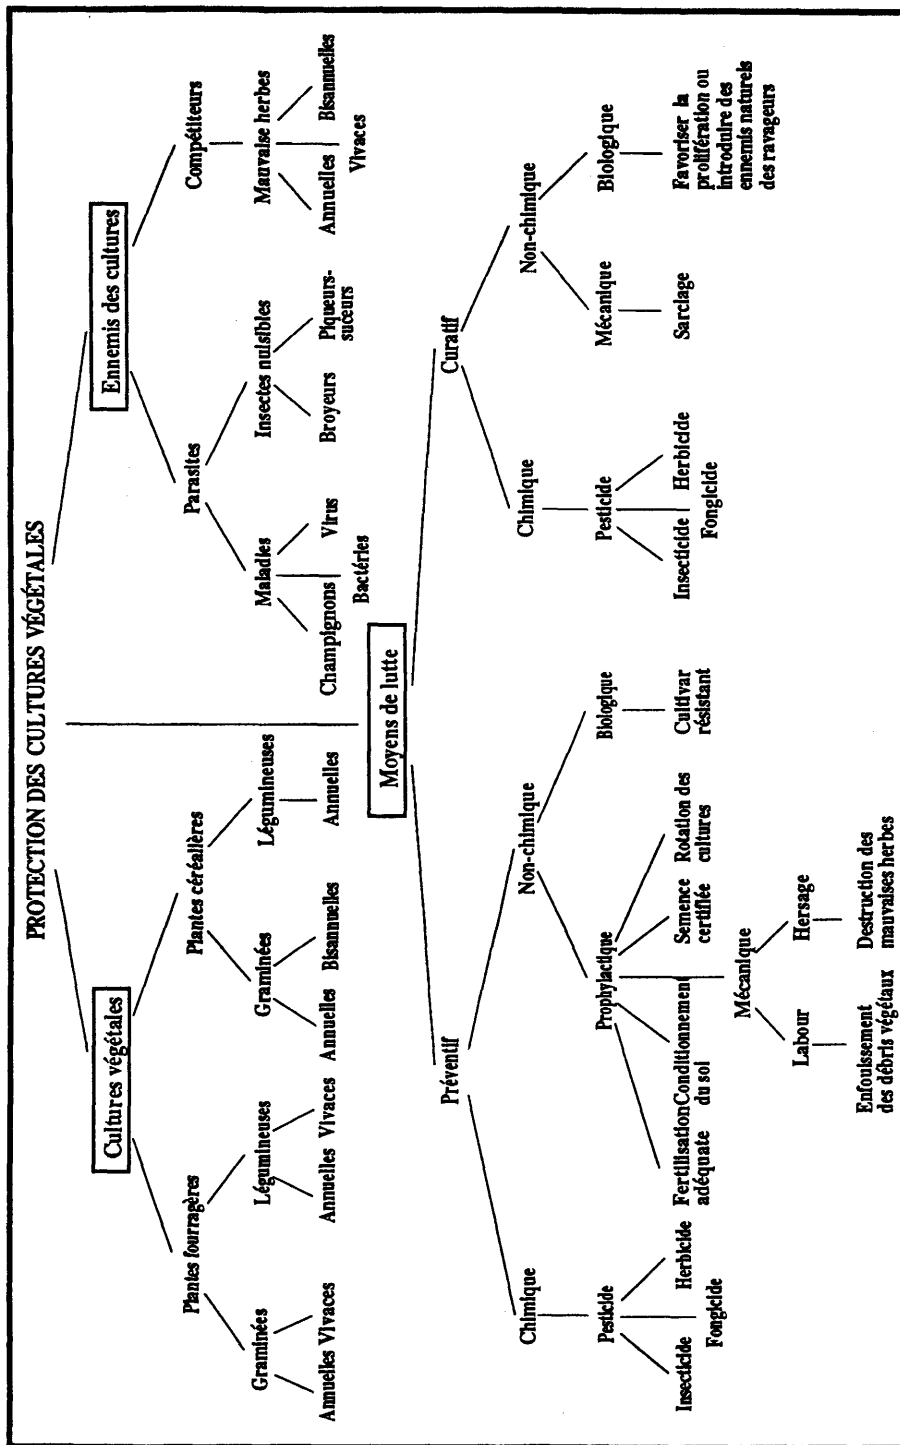 PROTECTION DES CULTURES VÉGÉTALES
Cultures végétales
Ennemis des cultures
Plantes fourragères
Plantes céréalières
Parasites
Compétiteurs
Graminées
Légumineuses
Graminées
Légumineuses
Maladies
Insectes nuisibles
Mauvaise herbes
Annuelles Vivaces
Annuelles Vivaces
Annuelles
Bisannuelles
Annuelles
Champignons
Virus
Broyeurs
Piqueurs-
suceurs
Annuelles
Bisannuelles
Bactéries
Vivaces
Moyens de lutte
Préventif
Curatif
Chimique
Non-chimique
Chimique
Non-chimique
Pesticide
Prophylactique
Biologique
Pesticide
Mécanique
Biologique
Insecticide
Herbicide
Fongicide
Fertilisation
adéquate
Conditionnement
du sol
Semence
certifiée
Rotation des
cultures
Cultivar
résistant
Insecticide
Herbicide
Fongicide
Sarclage
Favoriser la
prolifération ou
introduire des
ennemis naturels
des ravageurs
Mécanique
Labour
Hersage
Enfouissement
des débris végétaux
Destruction des
mauvaises herbes